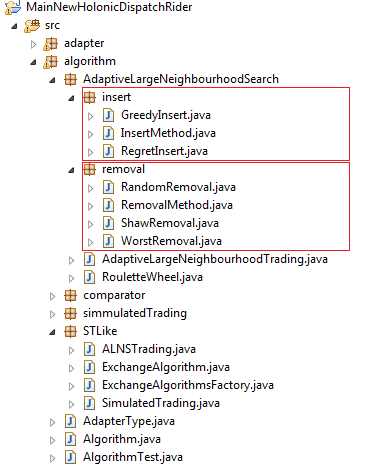 MainNewHolonicDispatchRider
src
adapter
algorithm
AdaptiveLargeNeighbourhoodSearch
insert
GreedyInsert.java
InsertMethod.java
RegretInsert.java
removal
RandomRemoval.java
RemovalMethod.java
ShawRemoval.java
WorstRemoval.java
AdaptiveLargeNeighbourhoodTrading.java
RouletteWheel.java
comparator
simmulatedTrading
STLike
ALNSTrading.java
ExchangeAlgorithm.java
ExchangeAlgorithmsFactory.java
SimulatedTrading.java
AdapterType.java
Algorithm.java
AlgorithmTest.java